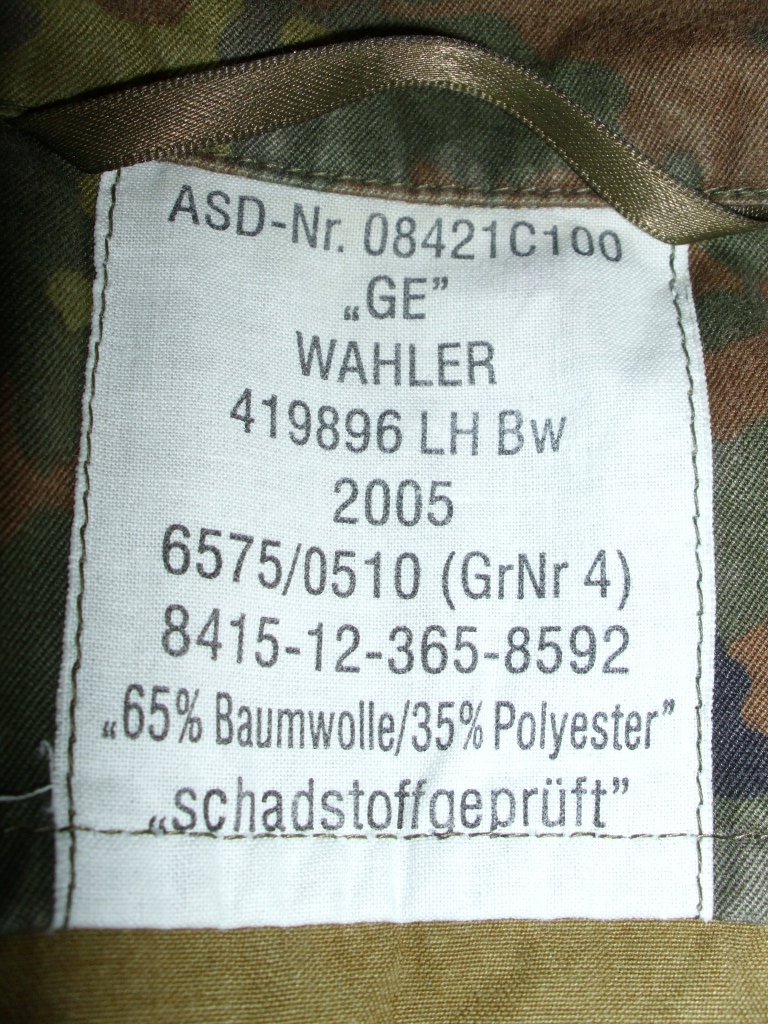 ASD-Nr. 08421C100
„GE”
WAHLER
419896 LH Bw
2005
6575/0510 (GrNr 4)
8415-12-365-8592
„65% Baumwolle/35% Polyester”
„schadstoffgeprüft”